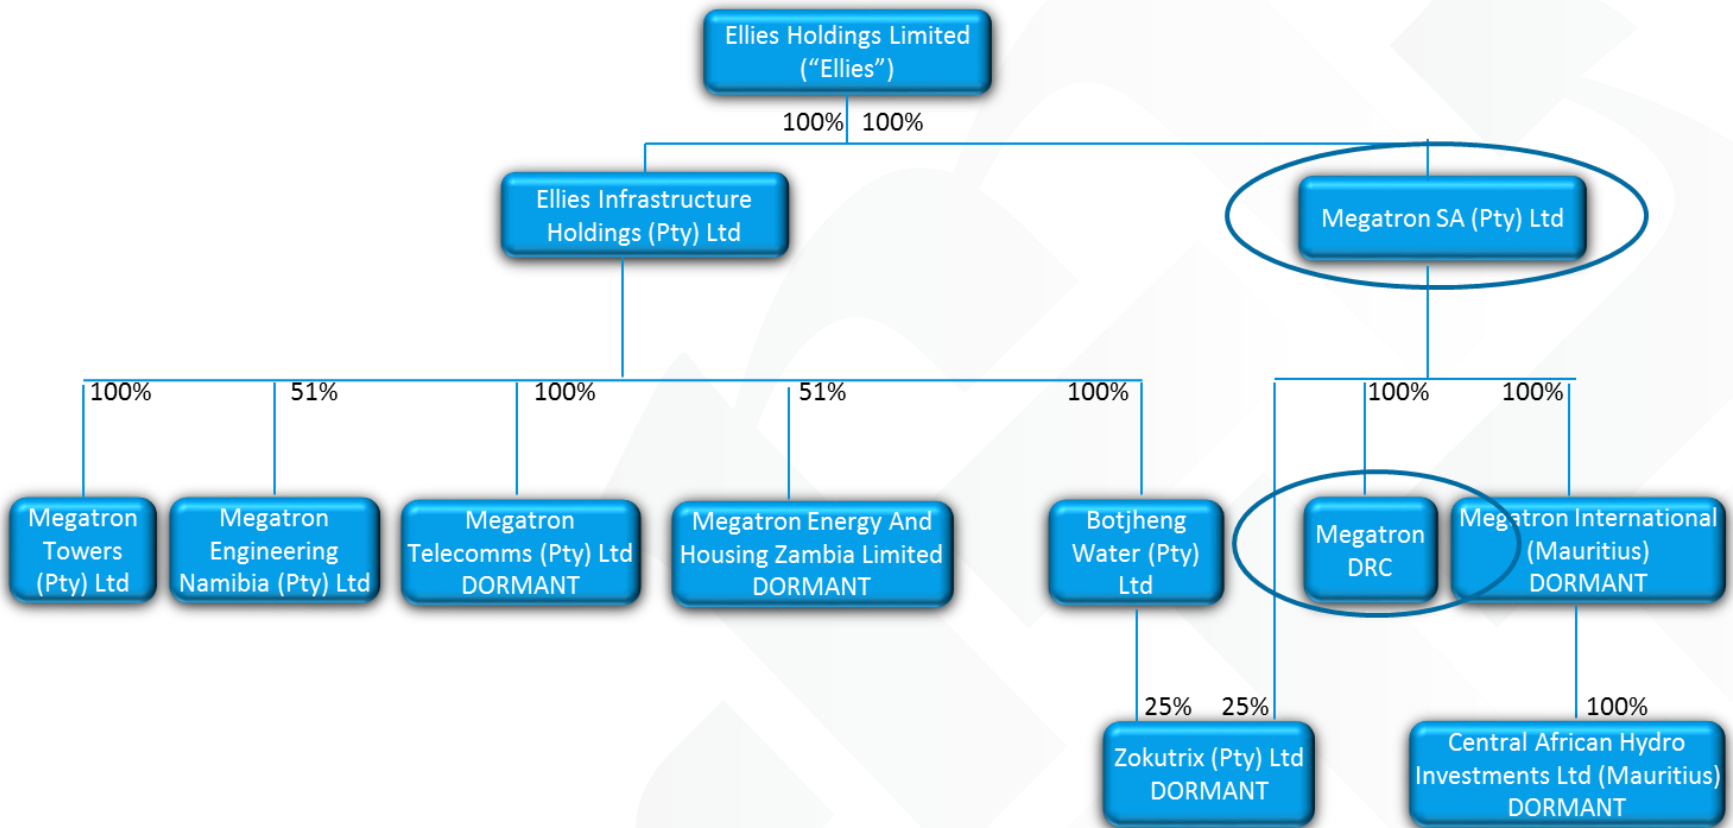 Ellies Holdings Limited
(“Ellies”)
100% 100%
Ellies Infrastructure
Holdings (Pty) Ltd
Megatron SA (Pty) Ltd
100% 51% 100% 51% 100% 100% 100%
Megatron
Towers
(Pty) Ltd
Megatron
Engineering
Namibia (Pty) Ltd
Megatron
Telecomms (Pty) Ltd
DORMANT
Megatron Energy And
Housing Zambia Limited
DORMANT
Botjheng
Water (Pty)
Ltd
Megatron
DRC
Megatron International
(Mauritius)
DORMANT
25% 25% 100%
Zokutrix (Pty) Ltd
DORMANT
Central African Hydro
Investments Ltd (Mauritius)
DORMANT